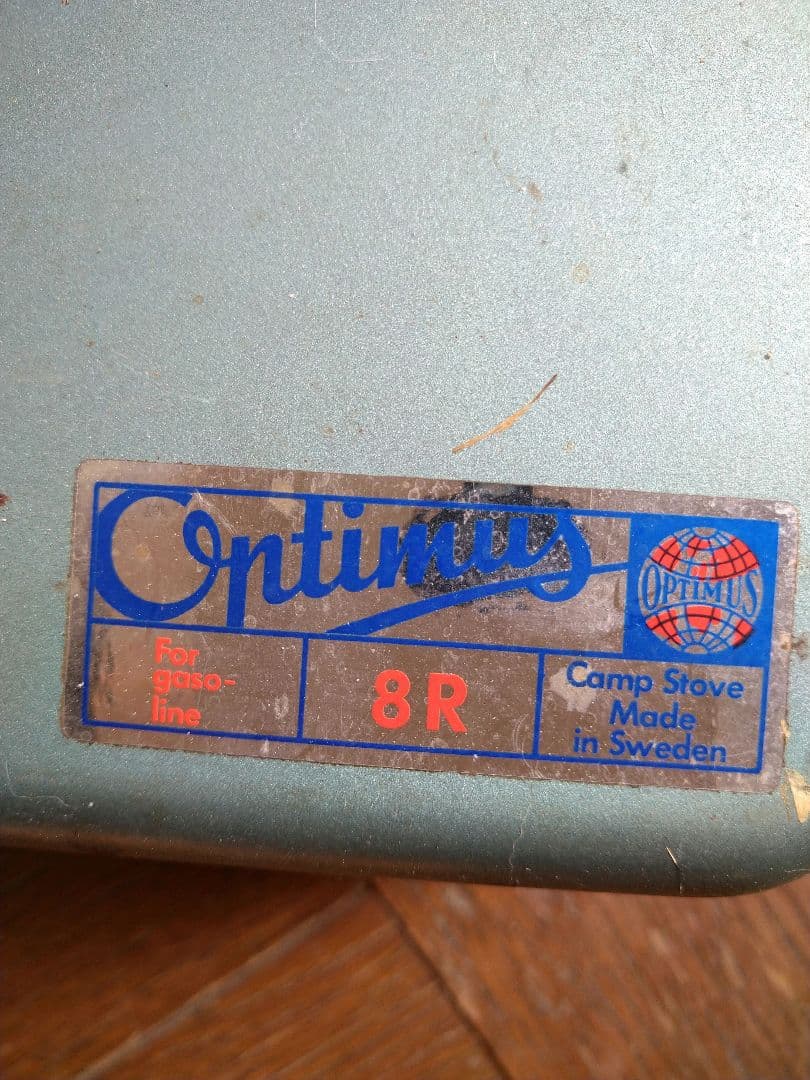 Optimus
OPTIMUS
For
gaso-
line
8R
Camp Stove
Made
in Sweden